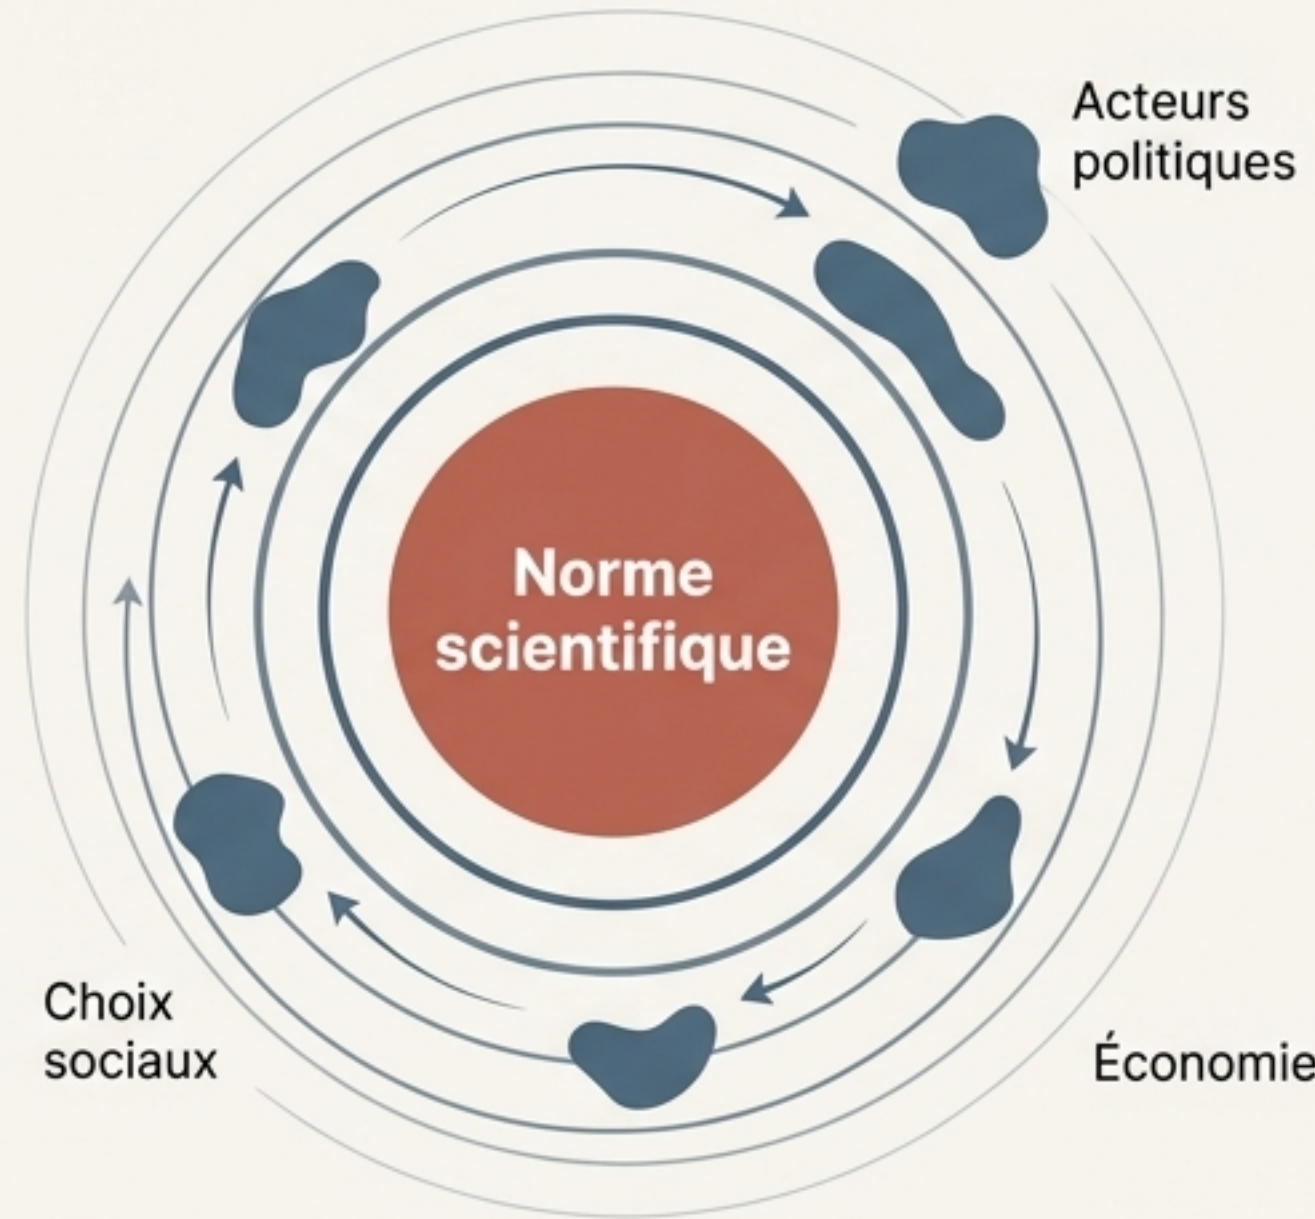 Acteurs
politiques
Norme
scientifique
Choix
sociaux
Économie